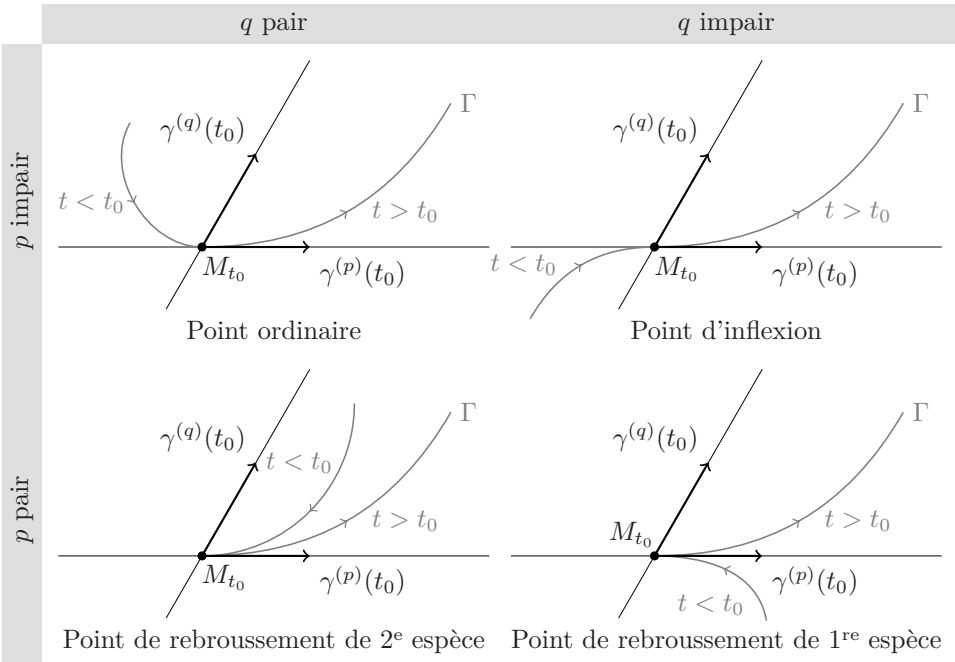 q pair
q impair
p impair
γ^{(q)}(t_0)
Γ
t < t_0
t > t_0
M_{t_0}
γ^{(p)}(t_0)
Point ordinaire
γ^{(q)}(t_0)
Γ
t < t_0
t > t_0
M_{t_0}
γ^{(p)}(t_0)
Point d'inflexion
p pair
γ^{(q)}(t_0)
Γ
t < t_0
t > t_0
M_{t_0}
γ^{(p)}(t_0)
Point de rebroussement de 2^e espèce
γ^{(q)}(t_0)
Γ
M_{t_0}
t > t_0
γ^{(p)}(t_0)
t < t_0
Point de rebroussement de 1^{re} espèce